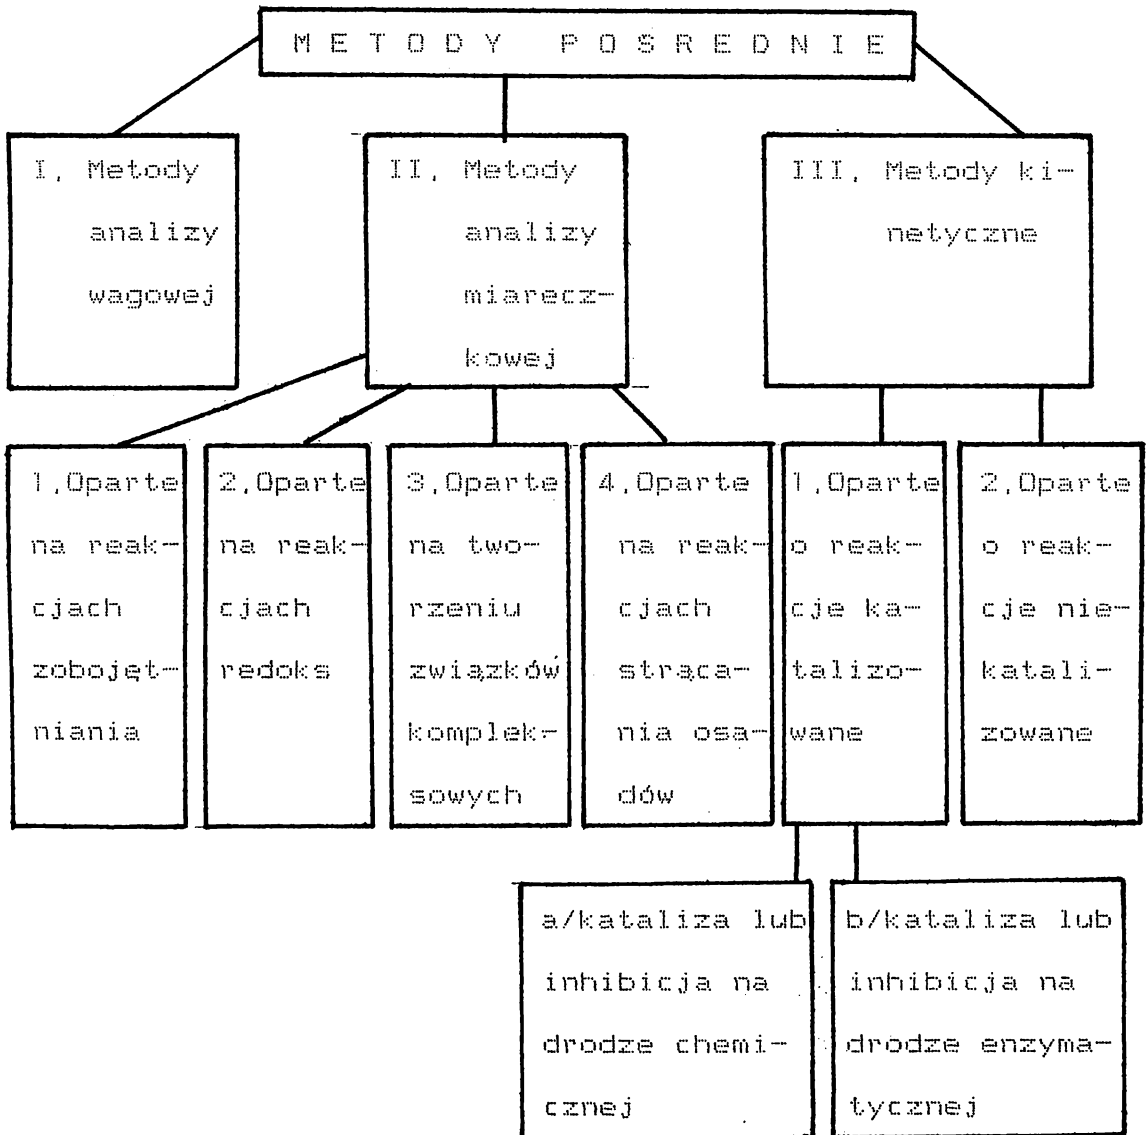 METODY POŚREDNIE
I. Metody
analizy
wagowej
II. Metody
analizy
miarecz-
kowej
III. Metody ki-
netyczne
1.Oparte
na reak-
cjach
zobojęt-
niania
2.Oparte
na reak-
cjach
redoks
3.Oparte
na two-
rzeniu
związków
komplek-
sowych
4.Oparte
na reak-
cjach
strąca-
nia osa-
dów
1.Oparte
o reak-
cje ka-
talizo-
wane
2.Oparte
o reak-
cje nie-
katali-
zowane
a/kataliza lub
inhibicja na
drodze chemi-
cznej
b/kataliza lub
inhibicja na
drodze enzyma-
tycznej